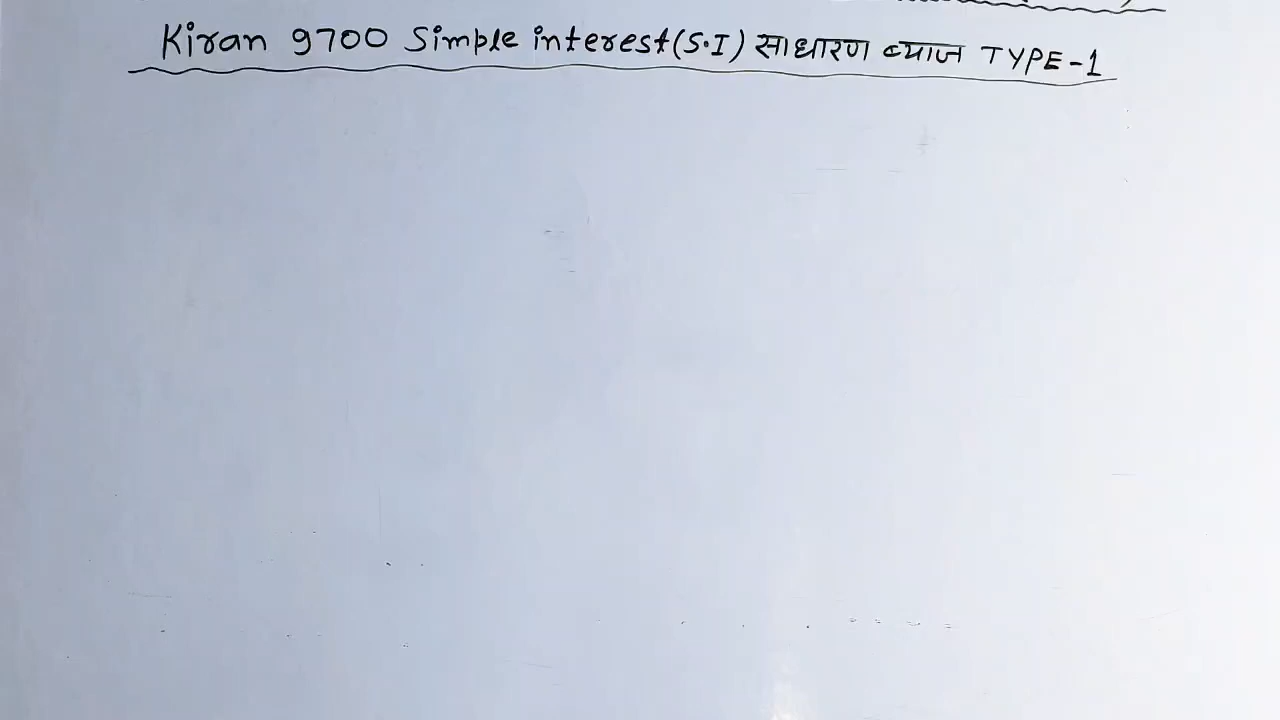 Kiran 9700 Simple interest(S.I) साधारण ब्याज TYPE-1